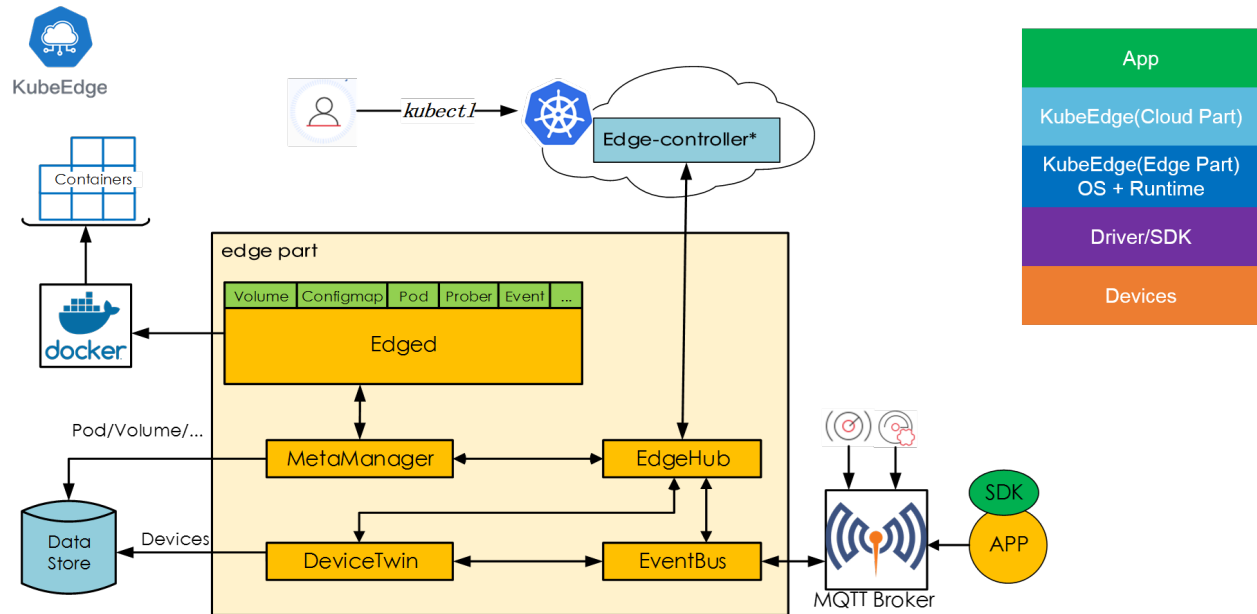 KubeEdge
kubectl
Edge-controller*
App
KubeEdge(Cloud Part)
KubeEdge(Edge Part)
OS + Runtime
Driver/SDK
Devices
Containers
docker
edge part
Volume
Configmap
Pod
Prober
Event
...
Edged
Pod/Volume/...
MetaManager
EdgeHub
Data
Store
Devices
DeviceTwin
EventBus
MQTT Broker
SDK
APP